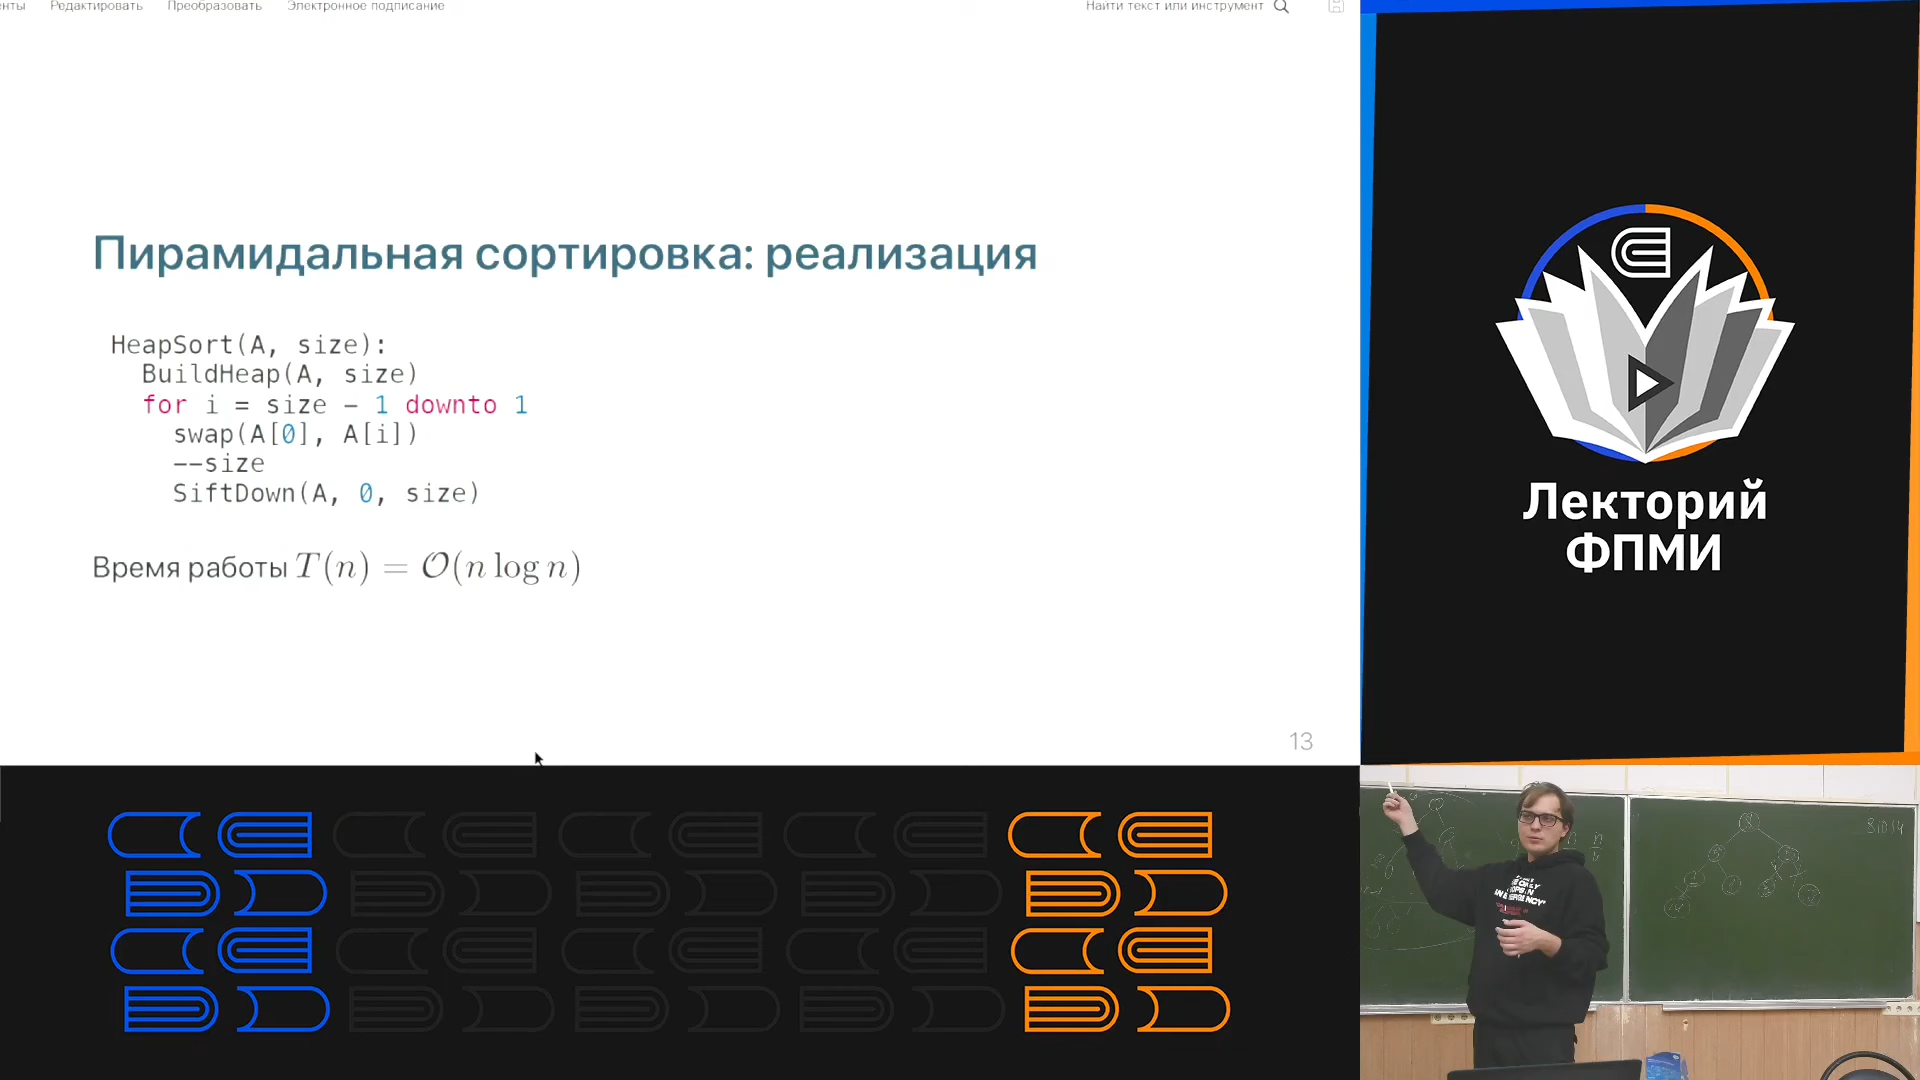 Редактировать Преобразовать Электронное подписание Найти текст или инструмент
Пирамидальная сортировка: реализация
HeapSort(A, size):
BuildHeap(A, size)
for i = size - 1 downto 1
swap(A[0], A[i])
--size
SiftDown(A, 0, size)
Время работы T(n) = O(n log n)
13
Лекторий
ФПМИ